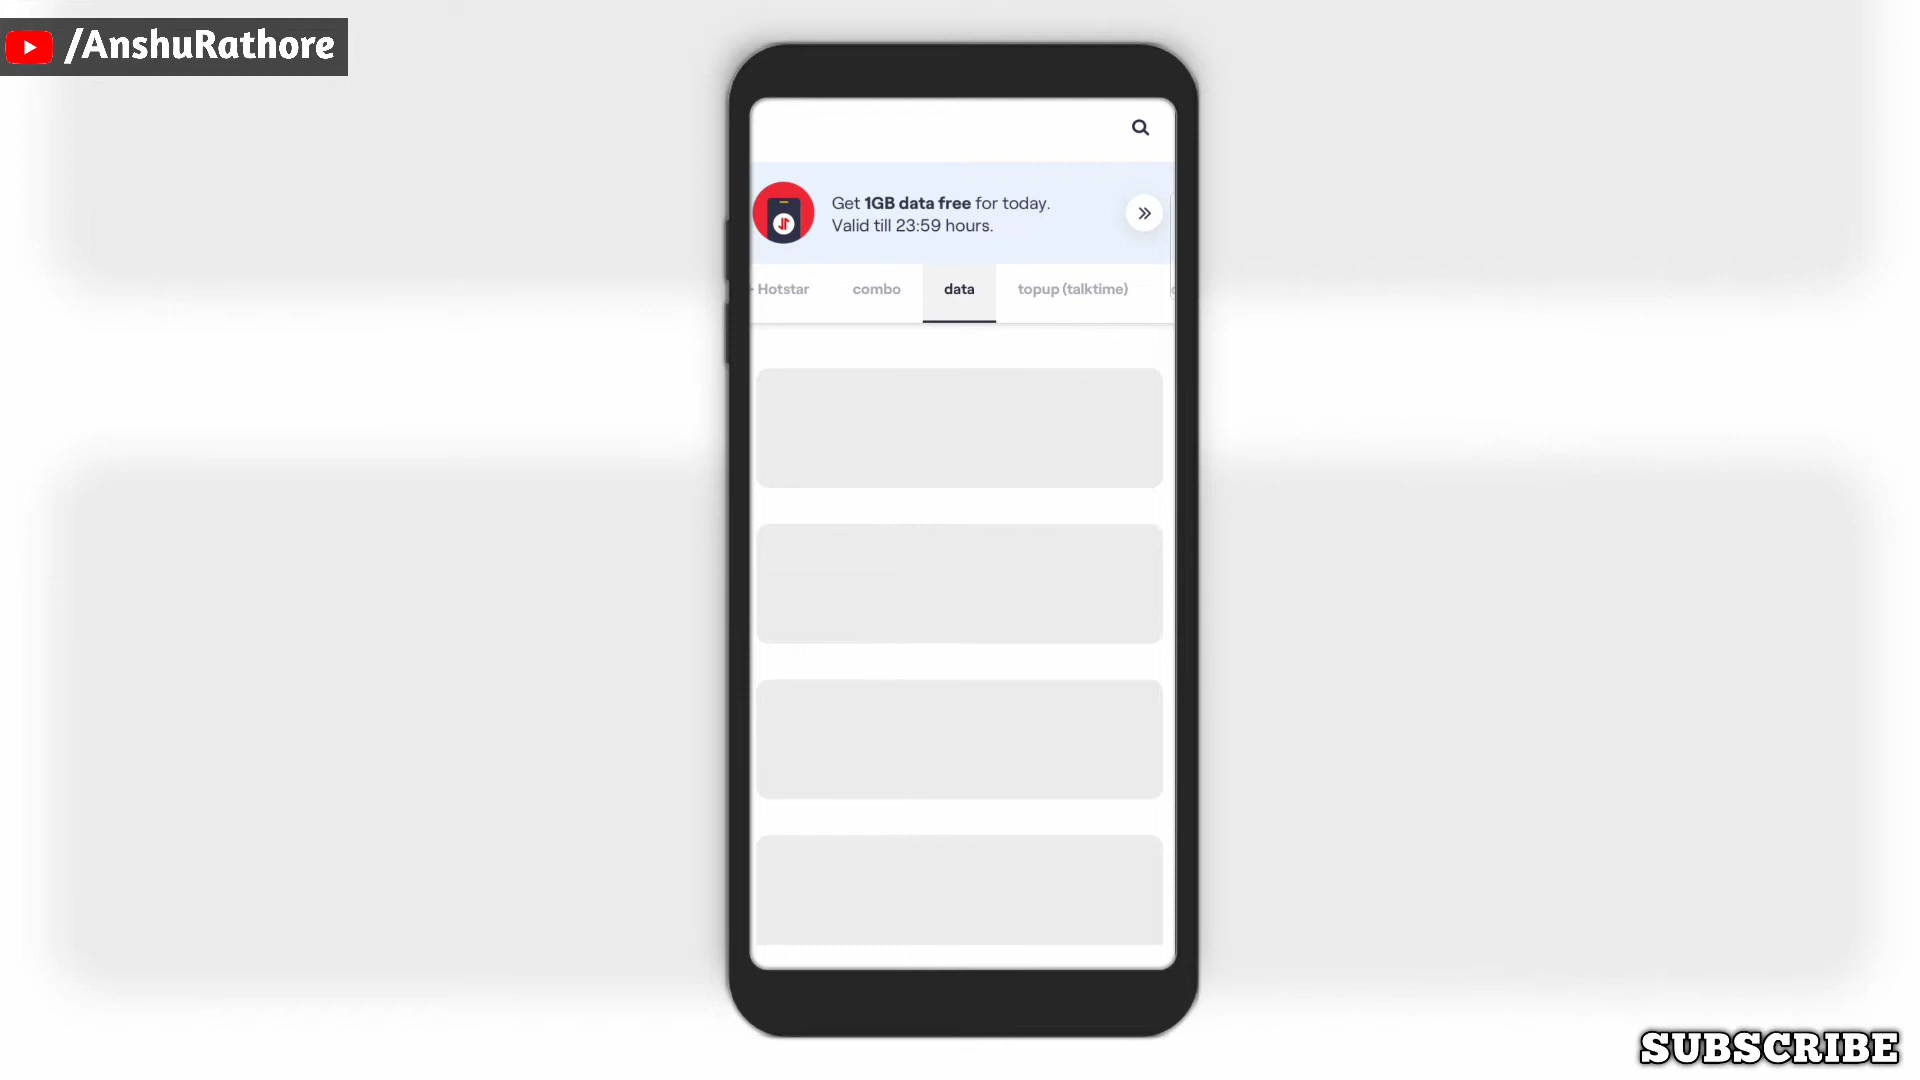 /AnshuRathore
Get 1GB data free for today.
Valid till 23:59 hours.
Hotstar combo data topup (talktime)
SUBSCRIBE